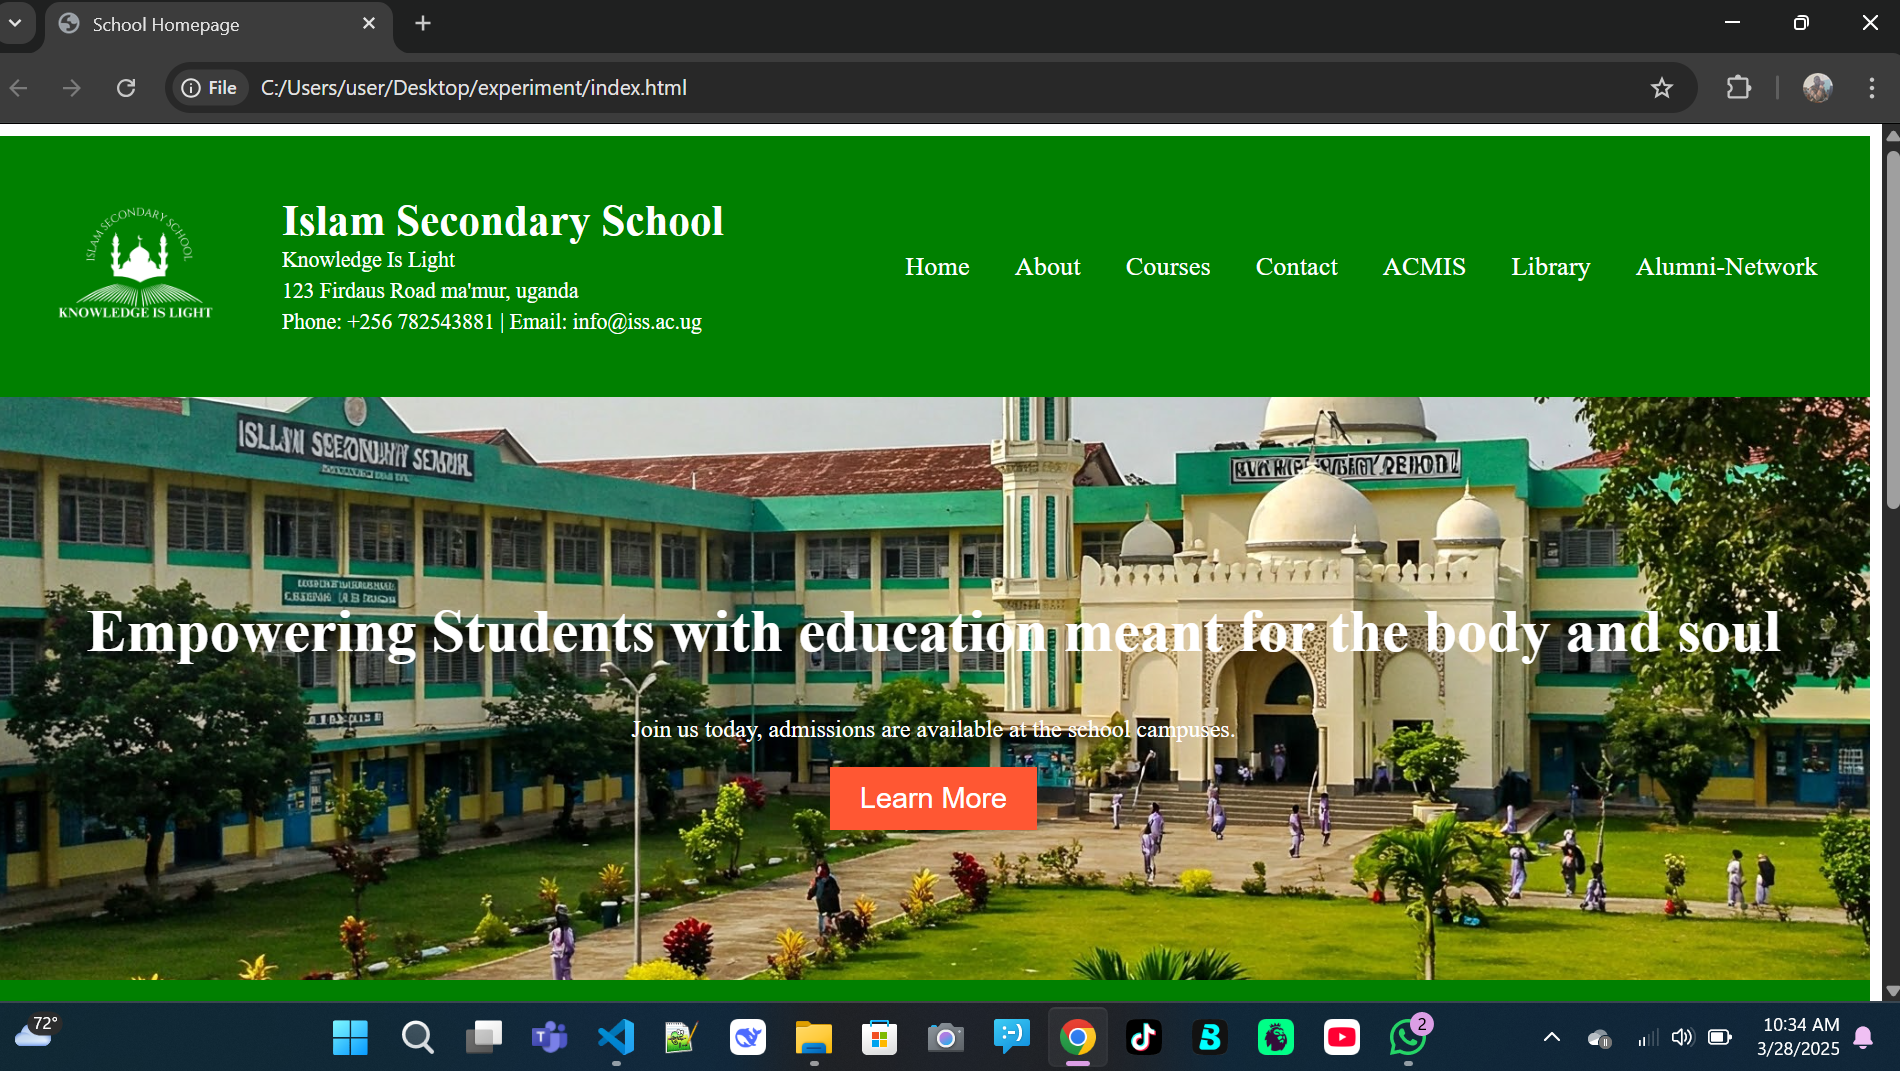 School Homepage
File
C:/Users/user/Desktop/experiment/index.html
ISLAM SECONDARY SCHOOL
KNOWLEDGE IS LIGHT
Islam Secondary School
Knowledge Is Light
123 Firdaus Road ma'mur, uganda
Phone: +256 782543881 | Email: info@iss.ac.ug
Home About Courses Contact ACMIS Library Alumni-Network
Empowering Students with education meant for the body and soul
Join us today, admissions are available at the school campuses.
Learn More
72°
2
10:34 AM
3/28/2025